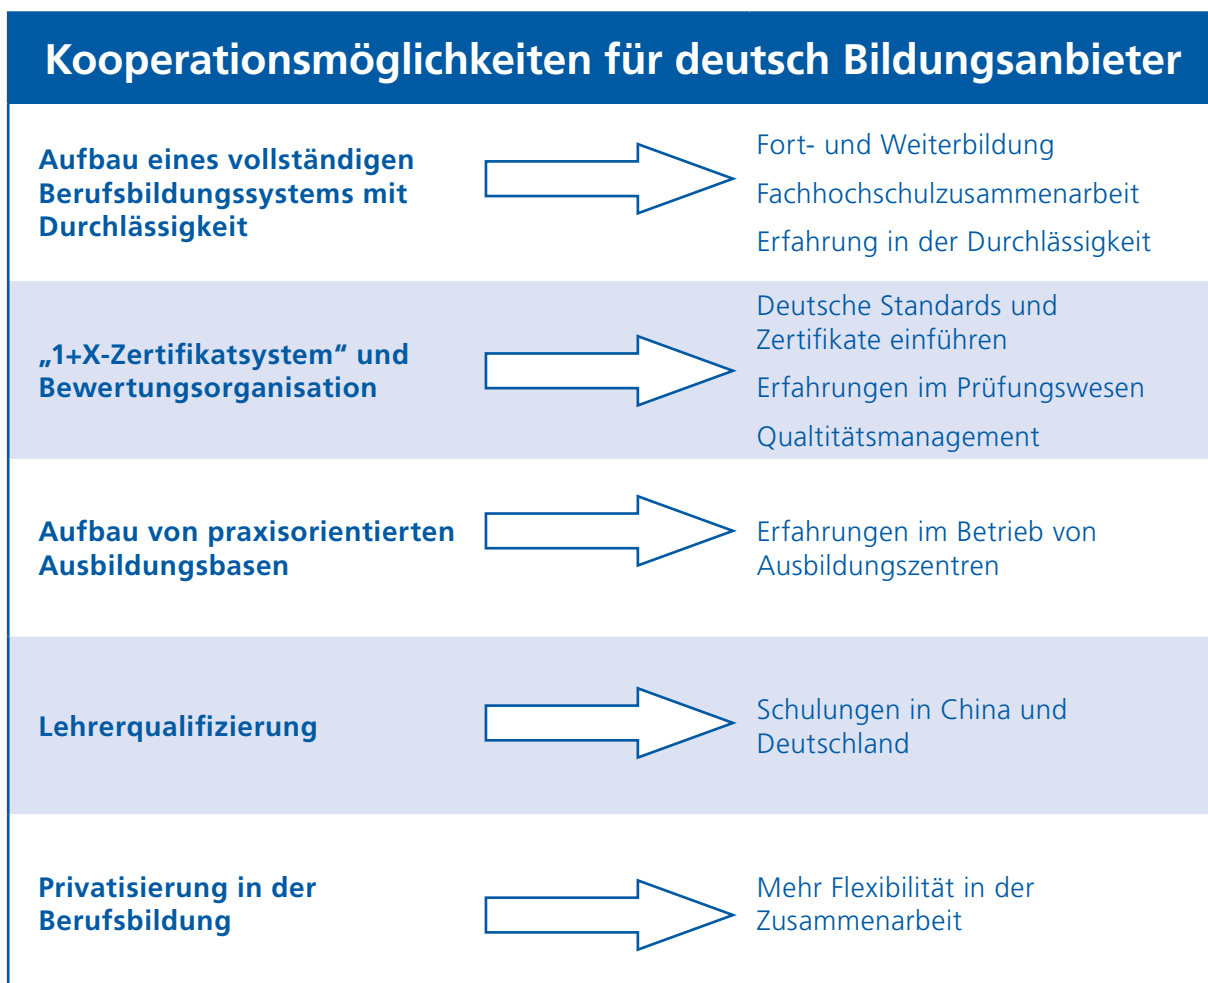 Kooperationsmöglichkeiten für deutsch Bildungsanbieter
Aufbau eines vollständigen
Berufsbildungssystems mit
Durchlässigkeit
Fort- und Weiterbildung
Fachhochschulzusammenarbeit
Erfahrung in der Durchlässigkeit
„1+X-Zertifikatsystem“ und
Bewertungsorganisation
Deutsche Standards und
Zertifikate einführen
Erfahrungen im Prüfungswesen
Qualtitätsmanagement
Aufbau von praxisorientierten
Ausbildungsbasen
Erfahrungen im Betrieb von
Ausbildungszentren
Lehrerqualifizierung
Schulungen in China und
Deutschland
Privatisierung in der
Berufsbildung
Mehr Flexibilität in der
Zusammenarbeit